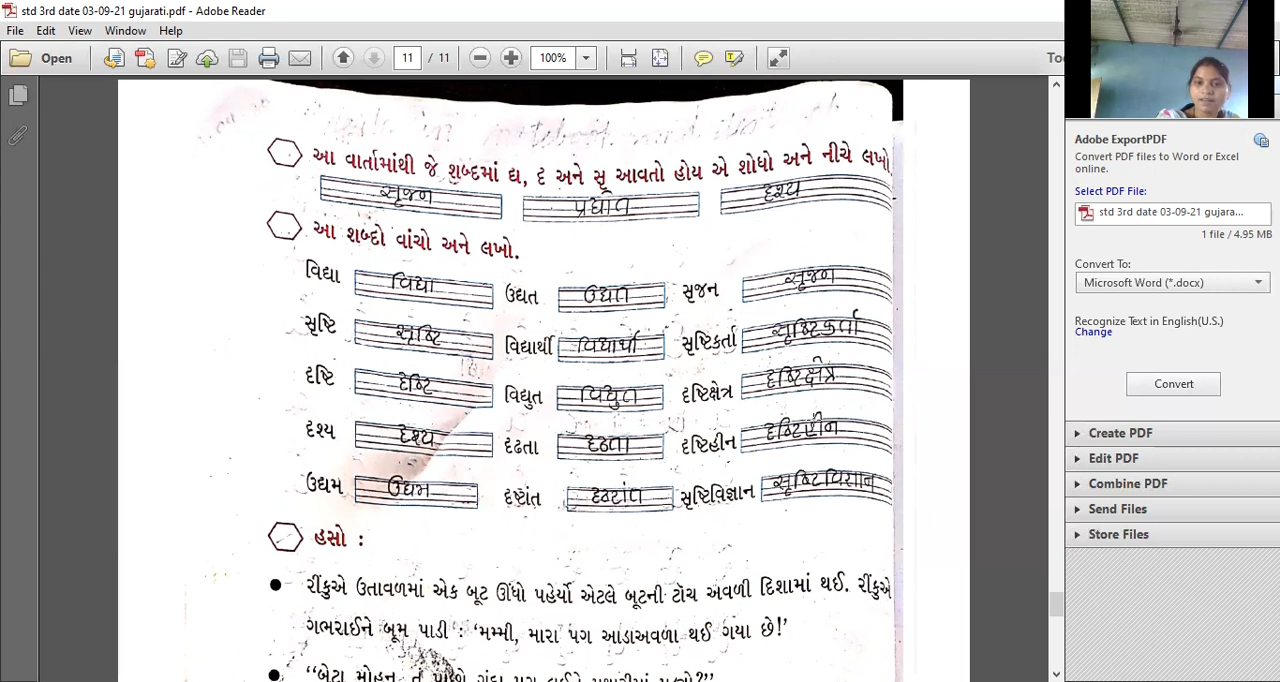 std 3rd date 03-09-21 gujarati.pdf - Adobe Reader
File Edit View Window Help
Open 11 / 11 100%
આ વાર્તામાંથી જે શબ્દમાં દ્ય, દૃ અને સૃ આવતો હોય એ શોધો અને નીચે લખો
સૃજન પ્રદ્યોત દૃશ્ય
આ શબ્દો વાંચો અને લખો.
વિદ્યા વિદ્યા ઉદ્યત ઉદ્યત સૃજન સૃજન
સૃષ્ટિ સૃષ્ટિ વિદ્યાર્થી વિદ્યાર્થી સૃષ્ટિકર્તા સૃષ્ટિકર્તા
દૃષ્ટિ દૃષ્ટિ વિદ્યુત વિદ્યુત દૃષ્ટિક્ષેત્ર દૃષ્ટિક્ષેત્ર
દૃશ્ય દૃશ્ય દૃઢતા દૃઢતા દૃષ્ટિહીન દૃષ્ટિહીન
ઉદ્યમ ઉદ્યમ દૃષ્ટાંત દૃષ્ટાંત સૃષ્ટિવિજ્ઞાન સૃષ્ટિવિજ્ઞાન
હસો :
● રીંકુએ ઉતાવળમાં એક બૂટ ઊંધો પહેર્યો એટલે બૂટની ટૉચ અવળી દિશામાં થઈ. રીંકુએ
ગભરાઈને બૂમ પાડી : ‘મમ્મી, મારા પગ આડાઅવળા થઈ ગયા છે!’
● “બેટા મોહન,
Adobe ExportPDF
Convert PDF files to Word or Excel
online.
Select PDF File:
std 3rd date 03-09-21 gujara...
1 file / 4.95 MB
Convert To:
Microsoft Word (*.docx)
Recognize Text in English(U.S.)
Change
Convert
Create PDF
Edit PDF
Combine PDF
Send Files
Store Files